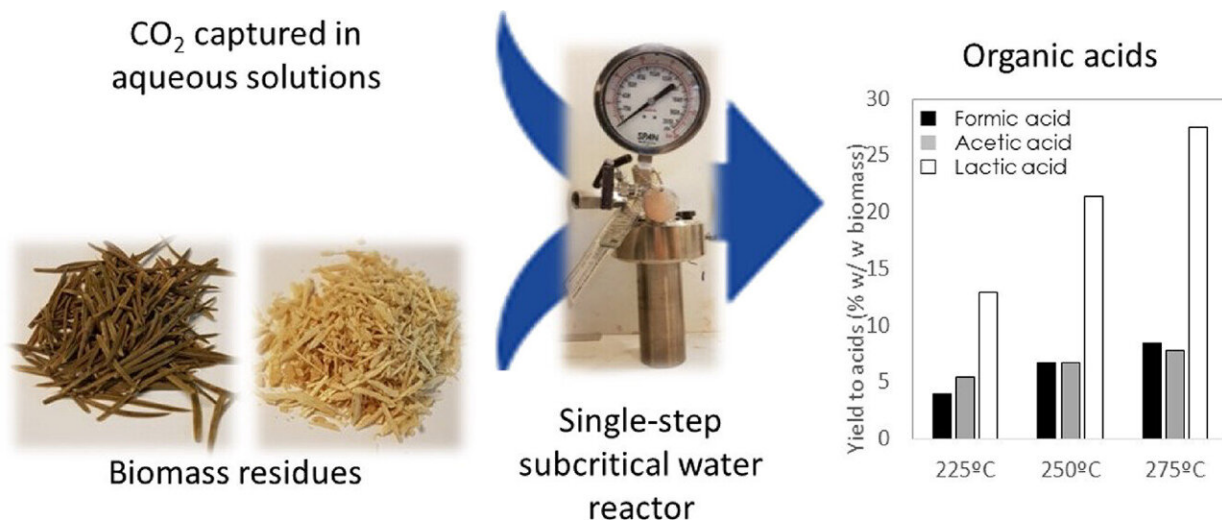 CO₂ captured in
aqueous solutions
Biomass residues
SPAIN
Single-step
subcritical water
reactor
Organic acids
Yield to acids (% w/ w biomass)
30
25
20
15
10
5
0
Formic acid
Acetic acid
Lactic acid
225ºC
250ºC
275ºC